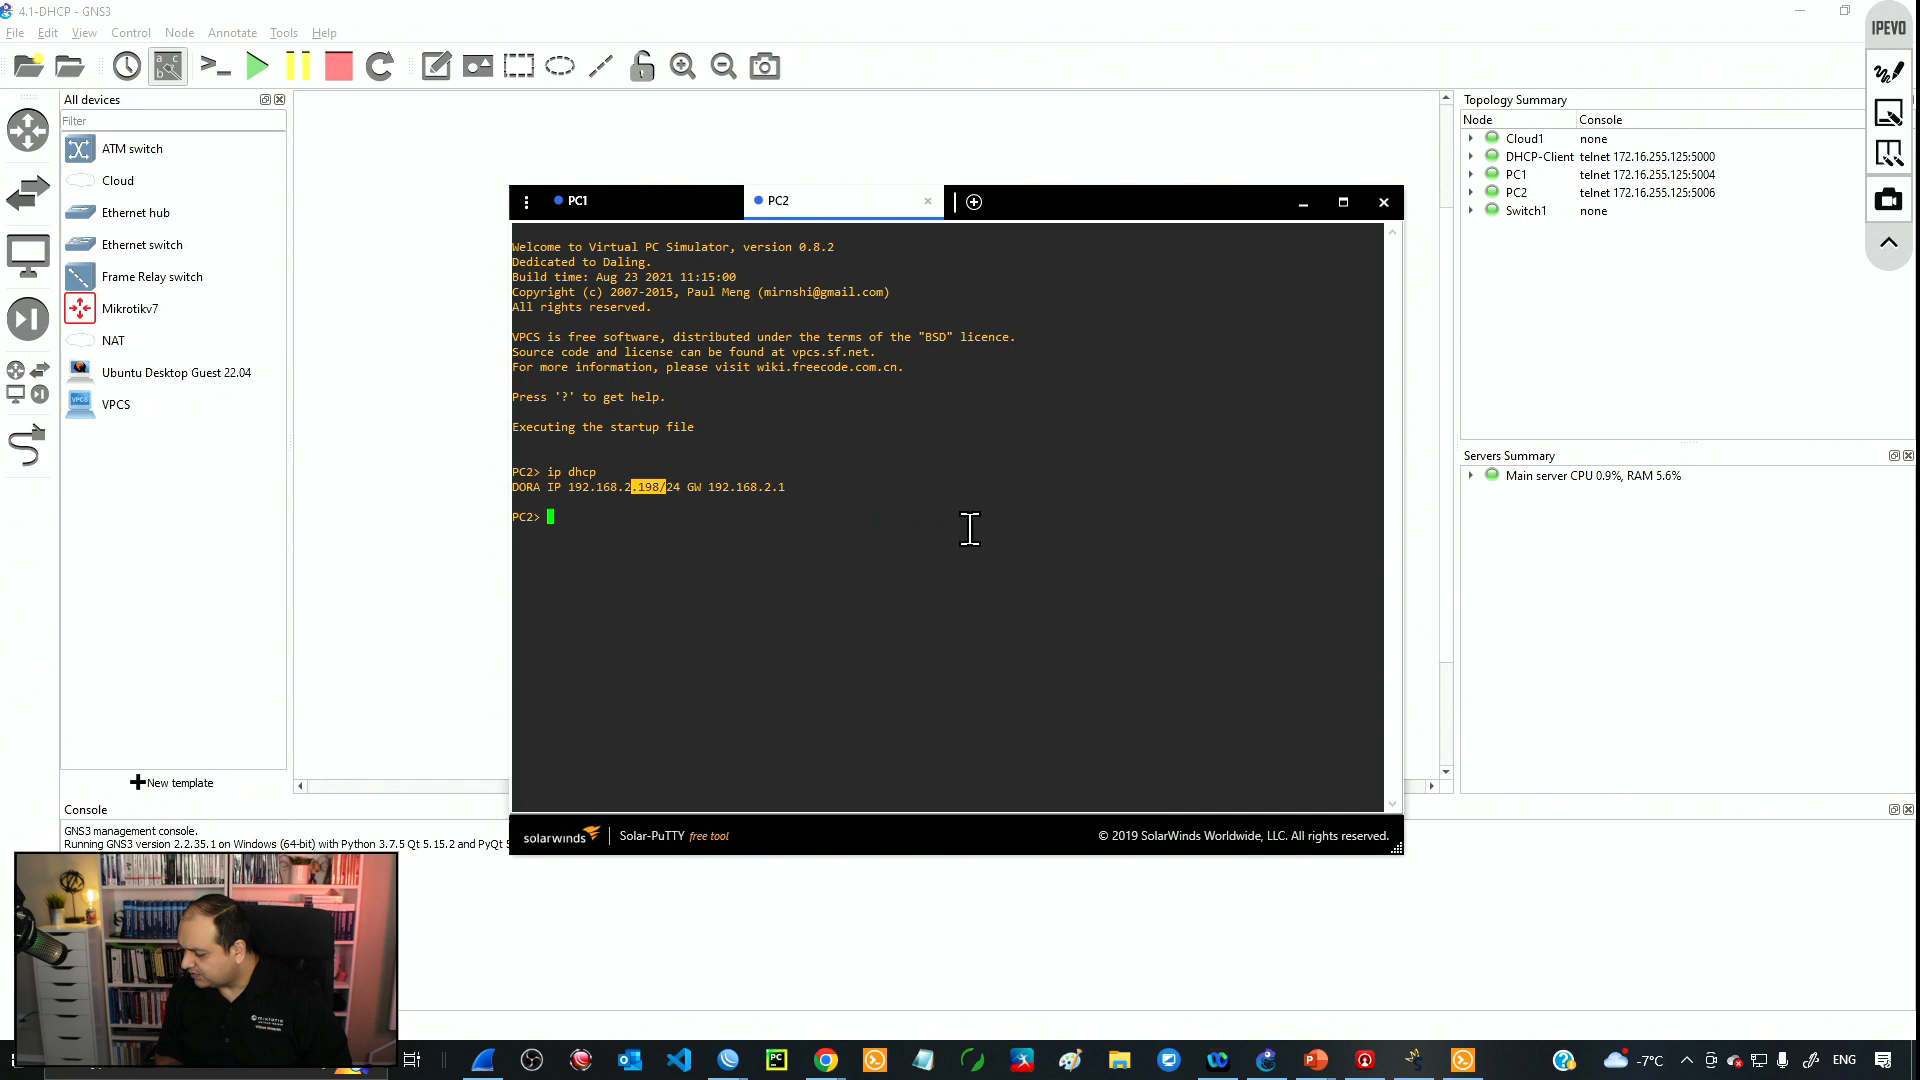 4.1-DHCP - GNS3
File Edit View Control Node Annotate Tools Help
IPEVO
All devices
Filter
ATM switch
Cloud
Ethernet hub
Ethernet switch
Frame Relay switch
Mikrotikv7
NAT
Ubuntu Desktop Guest 22.04
VPCS
New template
PC1
PC2
Welcome to Virtual PC Simulator, version 0.8.2
Dedicated to Daling.
Build time: Aug 23 2021 11:15:00
Copyright (c) 2007-2015, Paul Meng (mirnshi@gmail.com)
All rights reserved.
VPCS is free software, distributed under the terms of the "BSD" licence.
Source code and license can be found at vpcs.sf.net.
For more information, please visit wiki.freecode.com.cn.
Press '?' to get help.
Executing the startup file
PC2> ip dhcp
DORA IP 192.168.2.198/24 GW 192.168.2.1
PC2>
solarwinds
Solar-PuTTY free tool
© 2019 SolarWinds Worldwide, LLC. All rights reserved.
Topology Summary
Node Console
Cloud1 none
DHCP-Client telnet 172.16.255.125:5000
PC1 telnet 172.16.255.125:5004
PC2 telnet 172.16.255.125:5006
Switch1 none
Servers Summary
Main server CPU 0.9%, RAM 5.6%
Console
GNS3 management console.
Running GNS3 version 2.2.35.1 on Windows (64-bit) with Python 3.7.5 Qt 5.15.2 and PyQt 5
-7°C
ENG